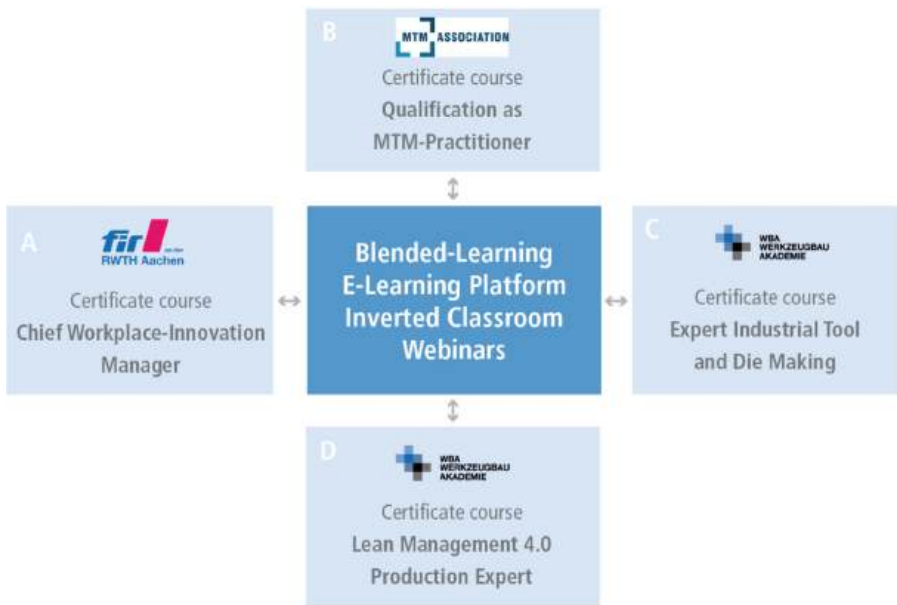 B
MTM ASSOCIATION
Certificate course
Qualification as
MTM-Practitioner
A
fir an der
RWTH Aachen
Certificate course
Chief Workplace-Innovation
Manager
Blended-Learning
E-Learning Platform
Inverted Classroom
Webinars
C
WBA
WERKZEUGBAU
AKADEMIE
Certificate course
Expert Industrial Tool
and Die Making
D
WBA
WERKZEUGBAU
AKADEMIE
Certificate course
Lean Management 4.0
Production Expert